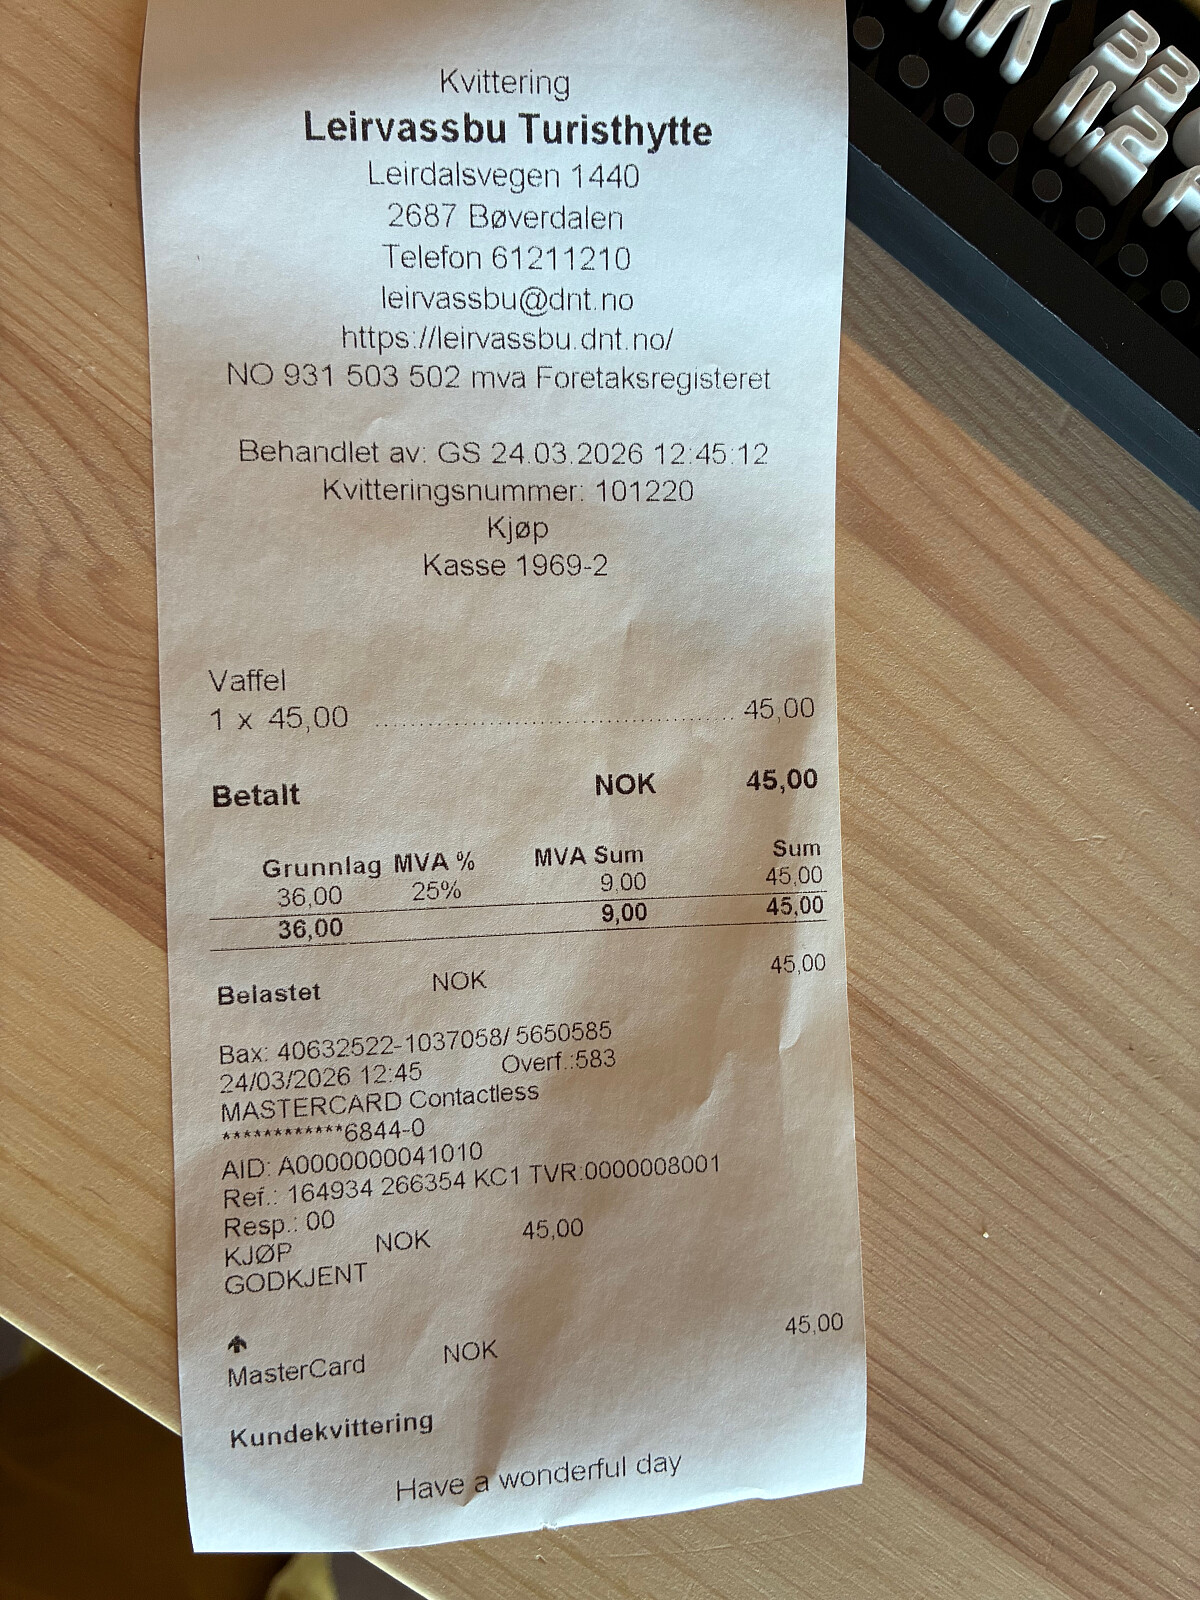 Kvittering
Leirvassbu Turisthytte
Leirdalsvegen 1440
2687 Bøverdalen
Telefon 61211210
leirvassbu@dnt.no
https://leirvassbu.dnt.no/
NO 931 503 502 mva Foretaksregisteret
Behandlet av: GS 24.03.2026 12:45:12
Kvitteringsnummer: 101220
Kjøp
Kasse 1969-2
Vaffel
1 x 45,00 45,00
Betalt NOK 45,00
Grunnlag MVA % MVA Sum Sum
36,00 25% 9,00 45,00
36,00 9,00 45,00
Belastet NOK 45,00
Bax: 40632522-1037058/ 5650585
24/03/2026 12:45 Overf.:583
MASTERCARD Contactless
************6844-0
AID: A0000000041010
Ref.: 164934 266354 KC1 TVR:0000008001
Resp.: 00
KJØP NOK 45,00
GODKJENT
MasterCard NOK 45,00
Kundekvittering
Have a wonderful day